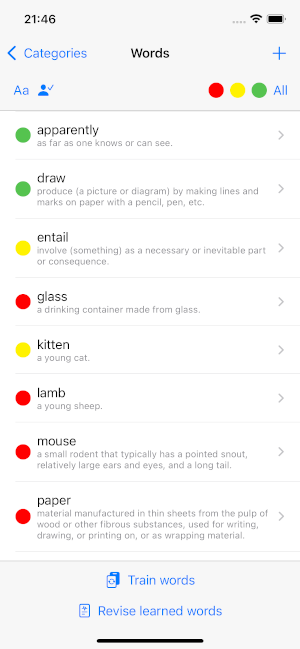 21:46
Categories
Words
Aa
All
apparently
as far as one knows or can see.
draw
produce (a picture or diagram) by making lines and
marks on paper with a pencil, pen, etc.
entail
involve (something) as a necessary or inevitable part
or consequence.
glass
a drinking container made from glass.
kitten
a young cat.
lamb
a young sheep.
mouse
a small rodent that typically has a pointed snout,
relatively large ears and eyes, and a long tail.
paper
material manufactured in thin sheets from the pulp of
wood or other fibrous substances, used for writing,
drawing, or printing on, or as wrapping material.
Train words
Revise learned words